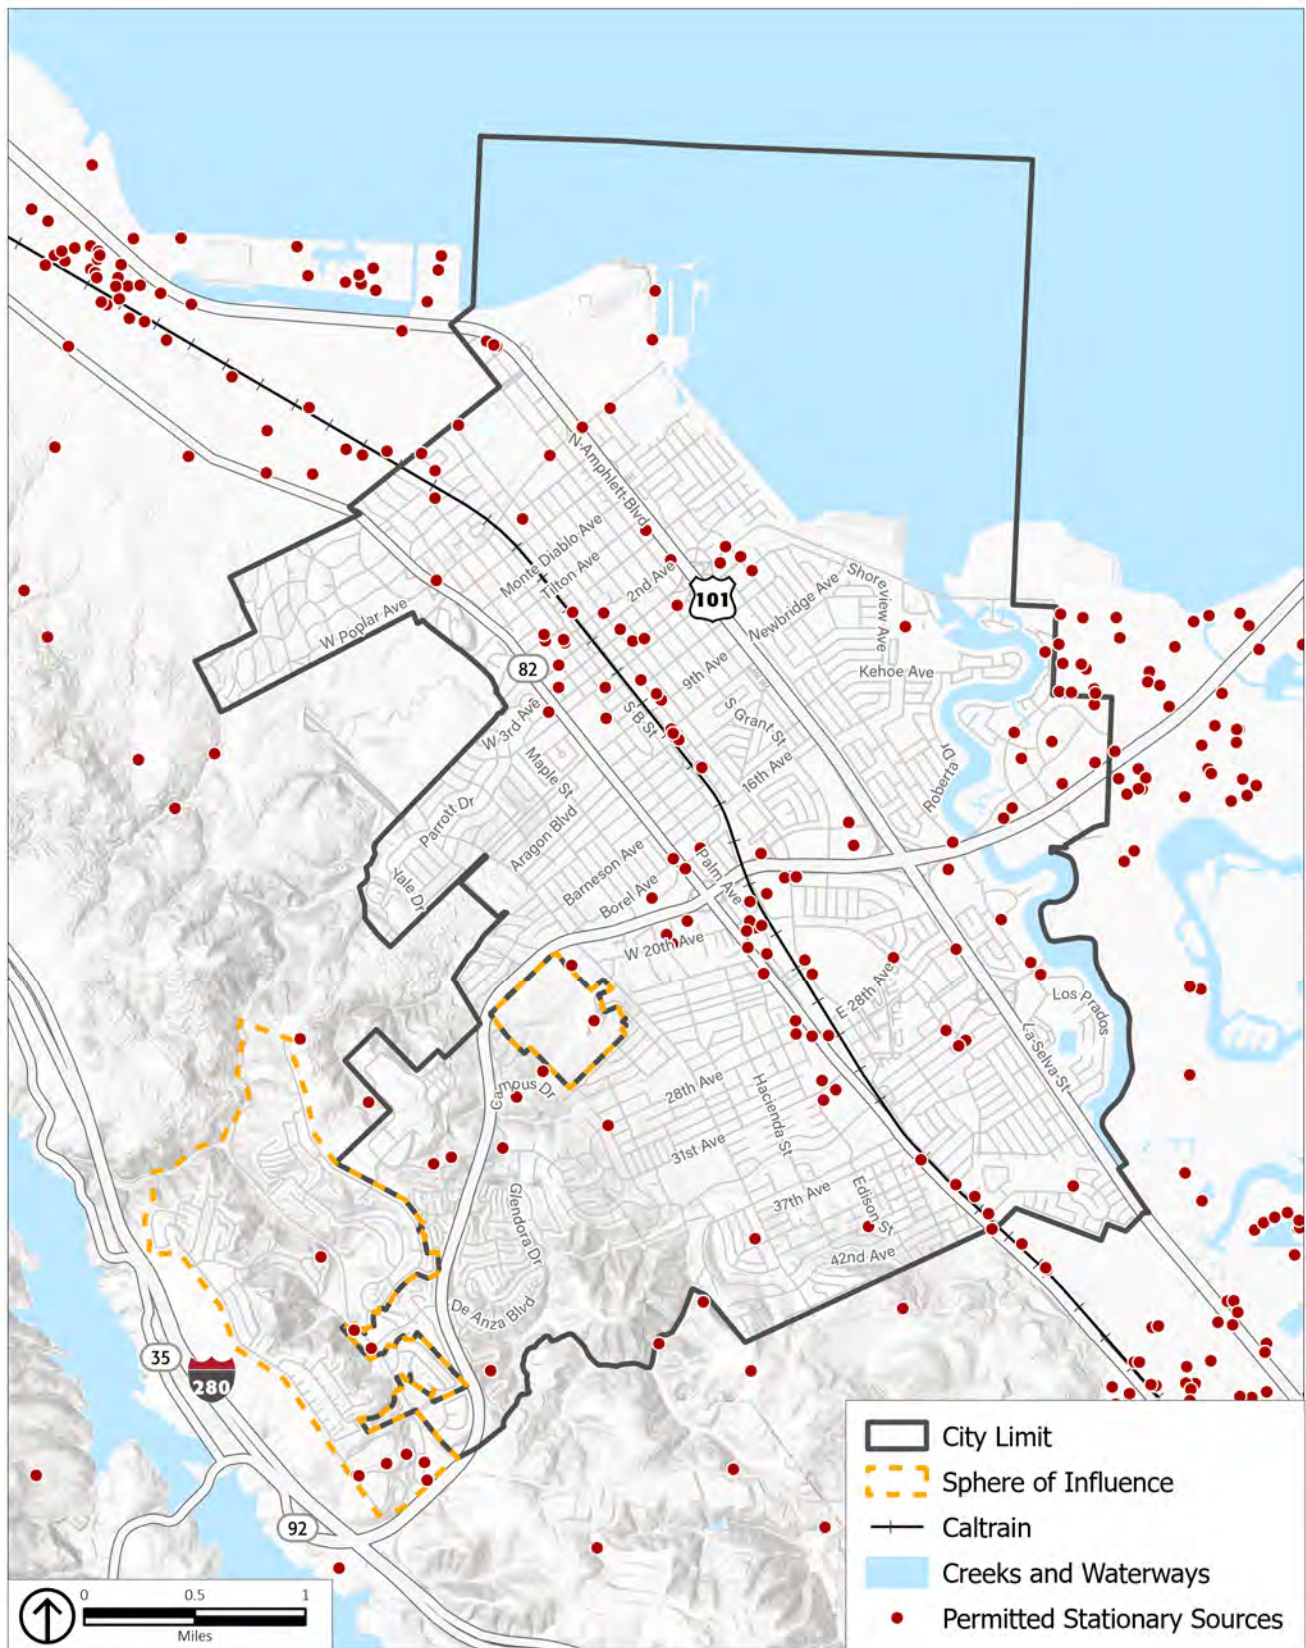 N Amphlett Blvd
Monte Diablo Ave
Tilton Ave
2nd Ave
101
Shoreview Ave
Newbridge Ave
W Poplar Ave
82
9th Ave
Kehoe Ave
S B St
S Grant St
W 3rd Ave
Maple St
16th Ave
Roberta Dr
Parrott Dr
Aragon Blvd
Barneson Ave
Palm Ave
Yale Dr
Borel Ave
W 20th Ave
E 28th Ave
Los Prados
La Selva St
Campus Dr
28th Ave
Hacienda St
31st Ave
Glendora Dr
37th Ave
Edison St
42nd Ave
De Anza Blvd
35
280
92
City Limit
Sphere of Influence
Caltrain
Creeks and Waterways
Permitted Stationary Sources
0 0.5 1
Miles